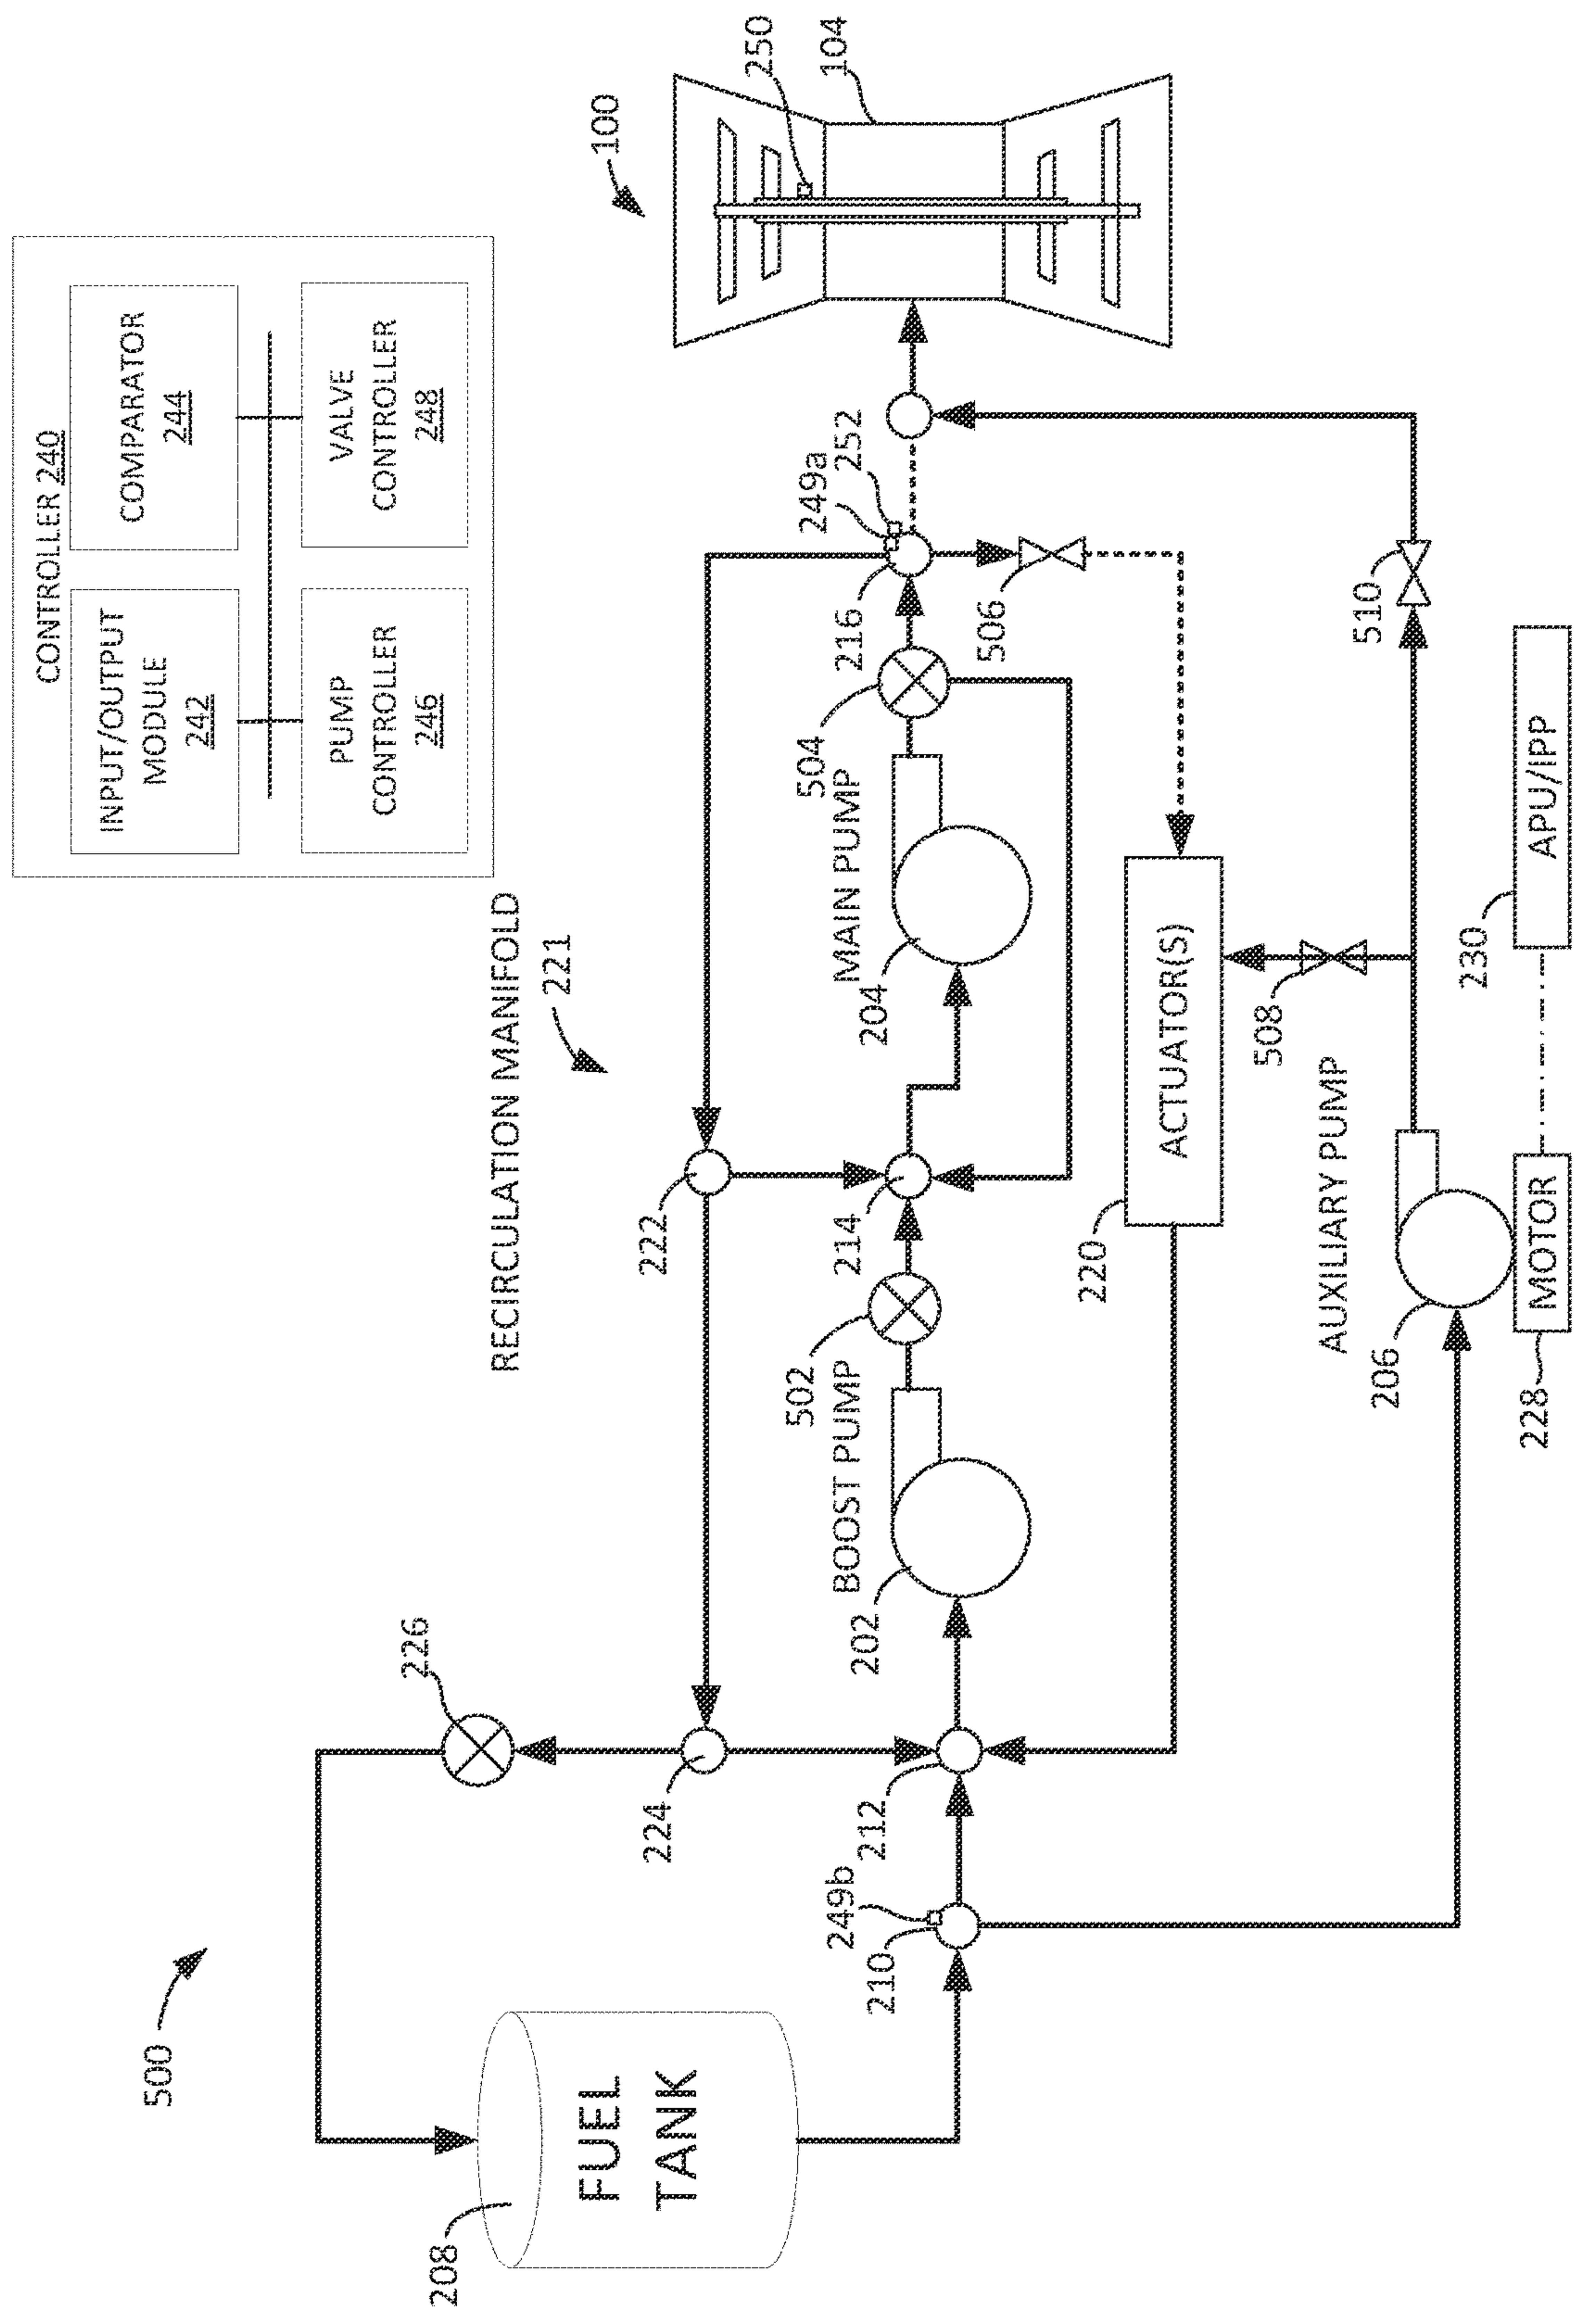 500
208
FUEL
TANK
226
224
249b
210
212
RECIRCULATION MANIFOLD
221
222
BOOST PUMP
202
502
214
MAIN PUMP
204
504
216
249a
252
506
ACTUATOR(S)
220
AUXILIARY PUMP
206
508
510
MOTOR
228
APU/IPP
230
CONTROLLER 240
INPUT/OUTPUT
MODULE
242
COMPARATOR
244
PUMP
CONTROLLER
246
VALVE
CONTROLLER
248
100
250
104